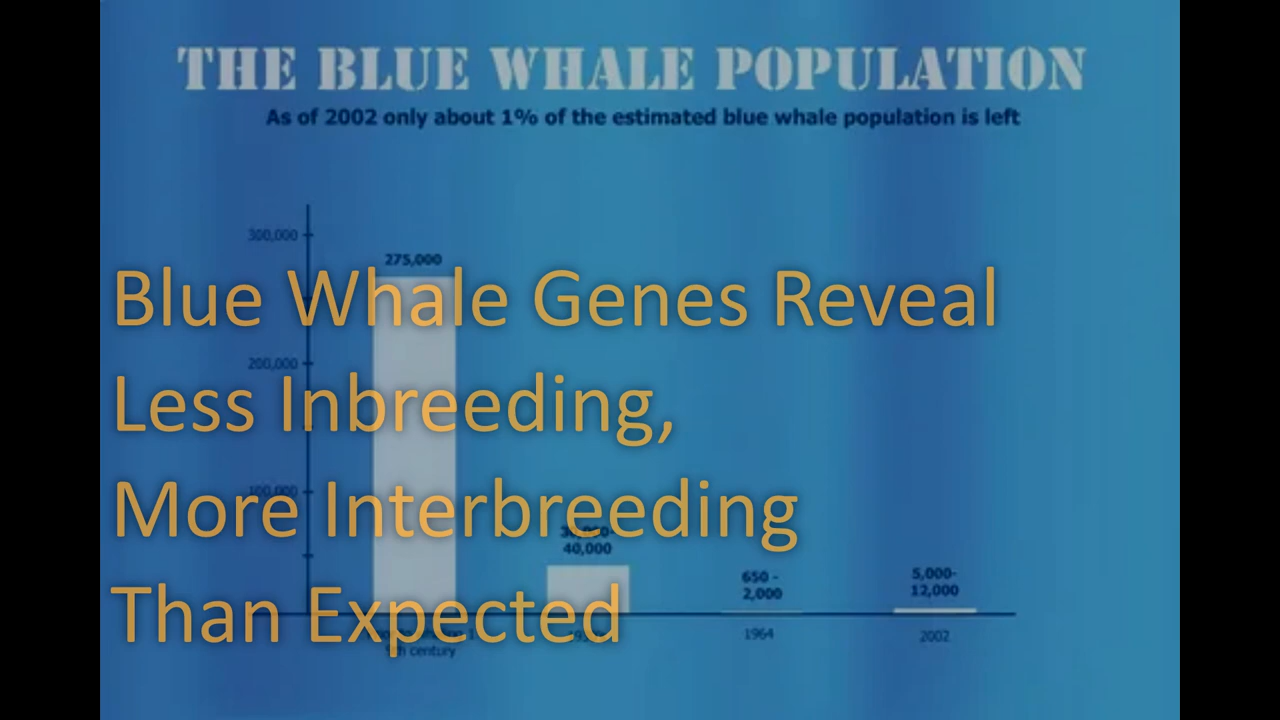 THE BLUE WHALE POPULATION
As of 2002 only about 1% of the estimated blue whale population is left
300,000
275,000
Blue Whale Genes Reveal
200,000
Less Inbreeding,
100,000
More Interbreeding
40,000
650 -
2,000
5,000-
12,000
Than Expected
1964
2002
century